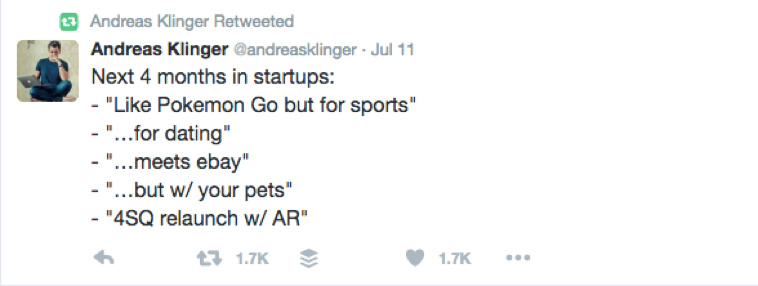 Andreas Klinger Retweeted
Andreas Klinger @andreasklinger · Jul 11
Next 4 months in startups:
- "Like Pokemon Go but for sports"
- "...for dating"
- "...meets ebay"
- "...but w/ your pets"
- "4SQ relaunch w/ AR"
1.7K 1.7K